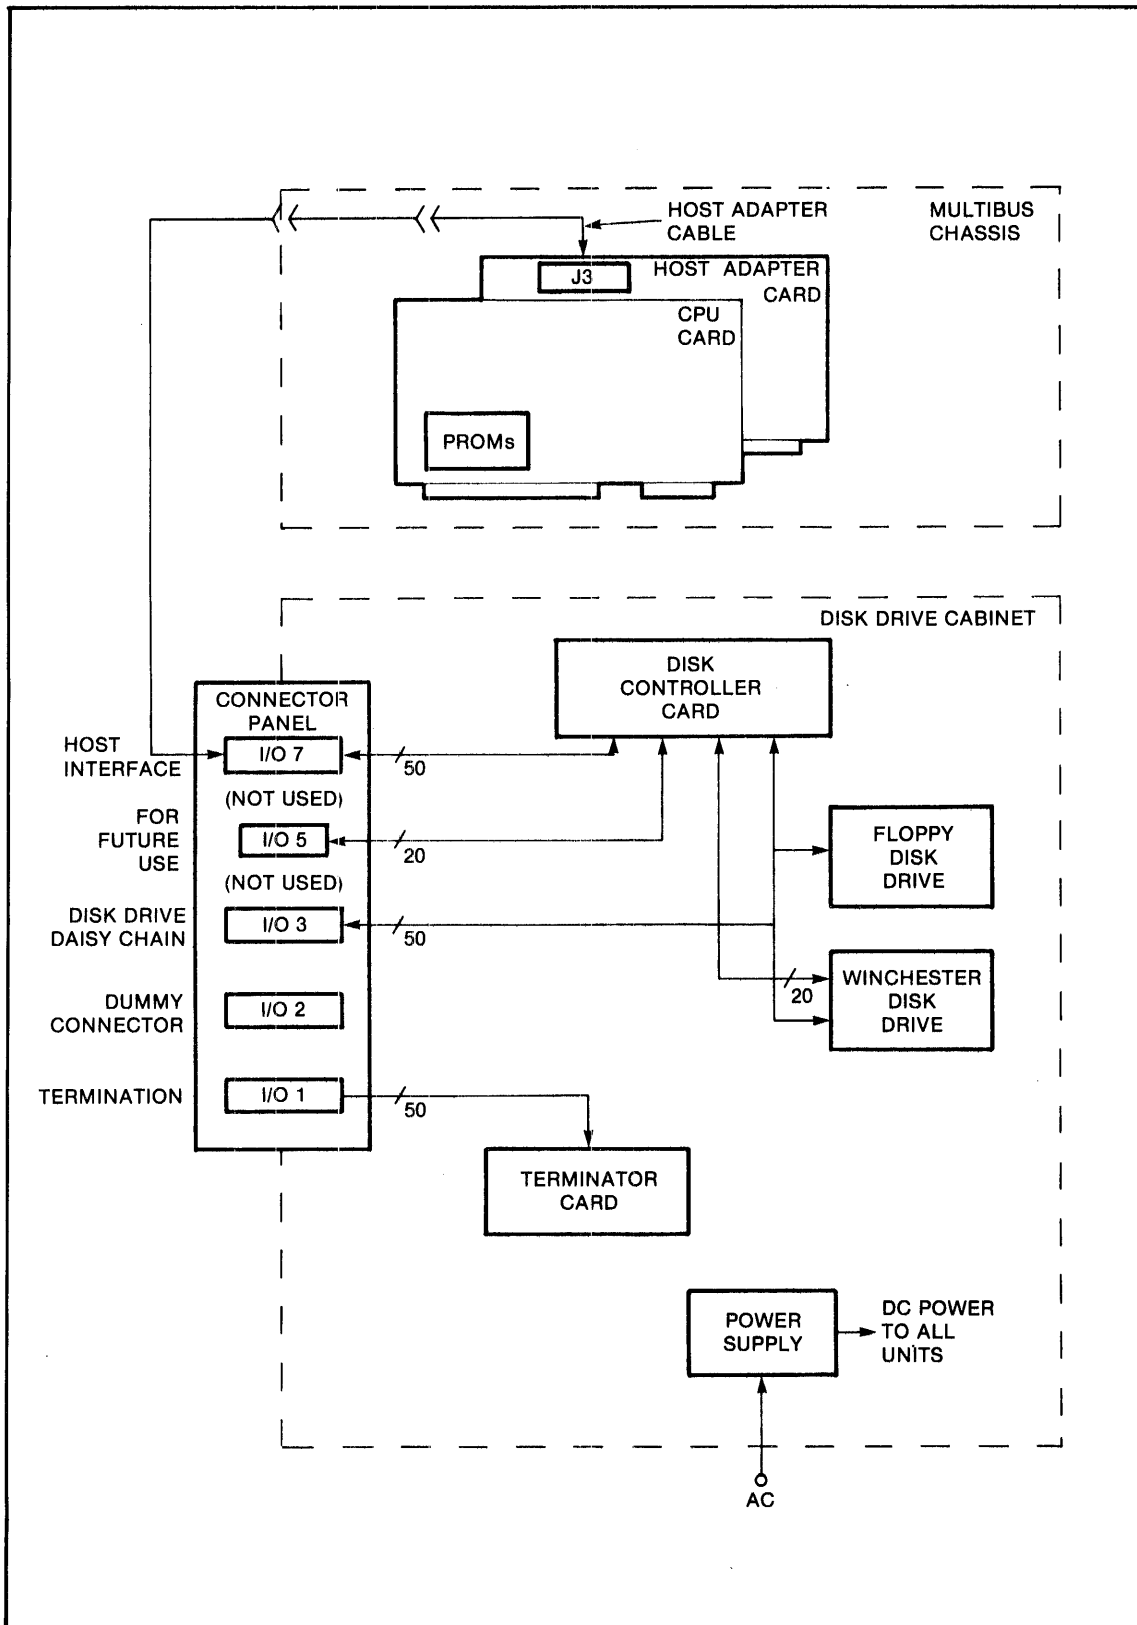 HOST ADAPTER
CABLE
MULTIBUS
CHASSIS
J3
HOST ADAPTER
CARD
CPU
CARD
PROMs
DISK DRIVE CABINET
DISK
CONTROLLER
CARD
CONNECTOR
PANEL
HOST
INTERFACE
I/O 7
50
(NOT USED)
FOR
FUTURE
USE
I/O 5
20
(NOT USED)
FLOPPY
DISK
DRIVE
DISK DRIVE
DAISY CHAIN
I/O 3
50
WINCHESTER
DISK
DRIVE
20
DUMMY
CONNECTOR
I/O 2
TERMINATION
I/O 1
50
TERMINATOR
CARD
POWER
SUPPLY
DC POWER
TO ALL
UNITS
AC